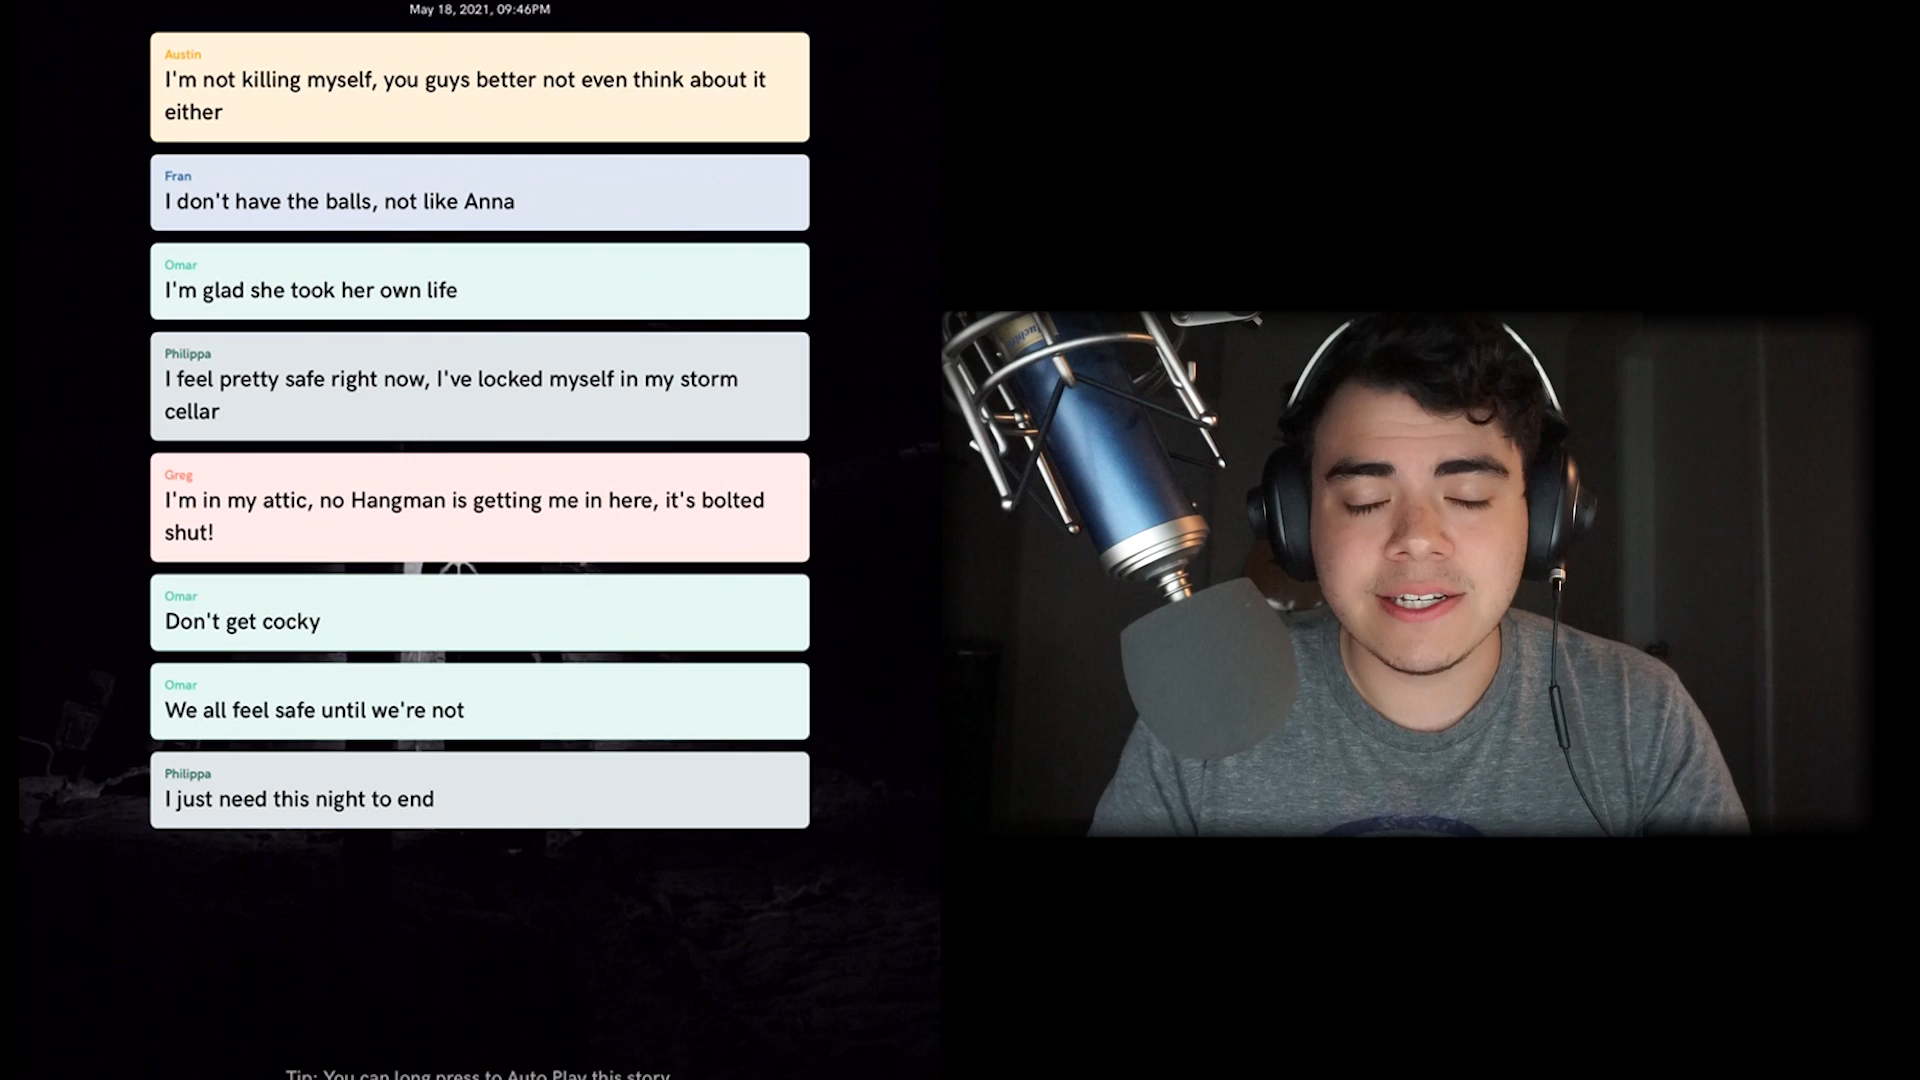 May 18, 2021, 09:46PM
Austin
I'm not killing myself, you guys better not even think about it
either
Fran
I don't have the balls, not like Anna
Omar
I'm glad she took her own life
Philippa
I feel pretty safe right now, I've locked myself in my storm
cellar
Greg
I'm in my attic, no Hangman is getting me in here, it's bolted
shut!
Omar
Don't get cocky
Omar
We all feel safe until we're not
Philippa
I just need this night to end
Tip: You can long press to Auto Play this story